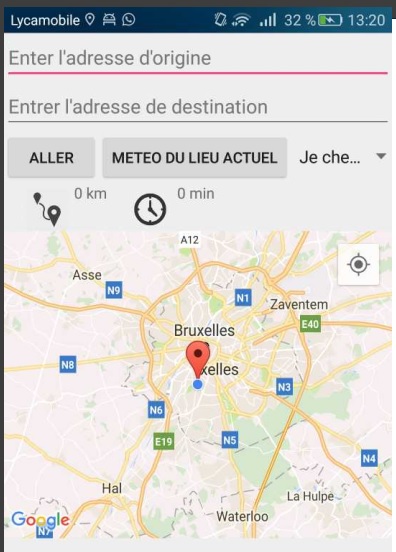 Lycamobile 32 % 13:20
Enter l'adresse d'origine
Entrer l'adresse de destination
ALLER METEO DU LIEU ACTUEL Je che...
0 km 0 min
A12
Asse
N9
N1
Zaventem
Bruxelles
E40
N8
xelles
N3
N6
E19
N5
N4
Hal
La Hulpe
Waterloo
Google
N7